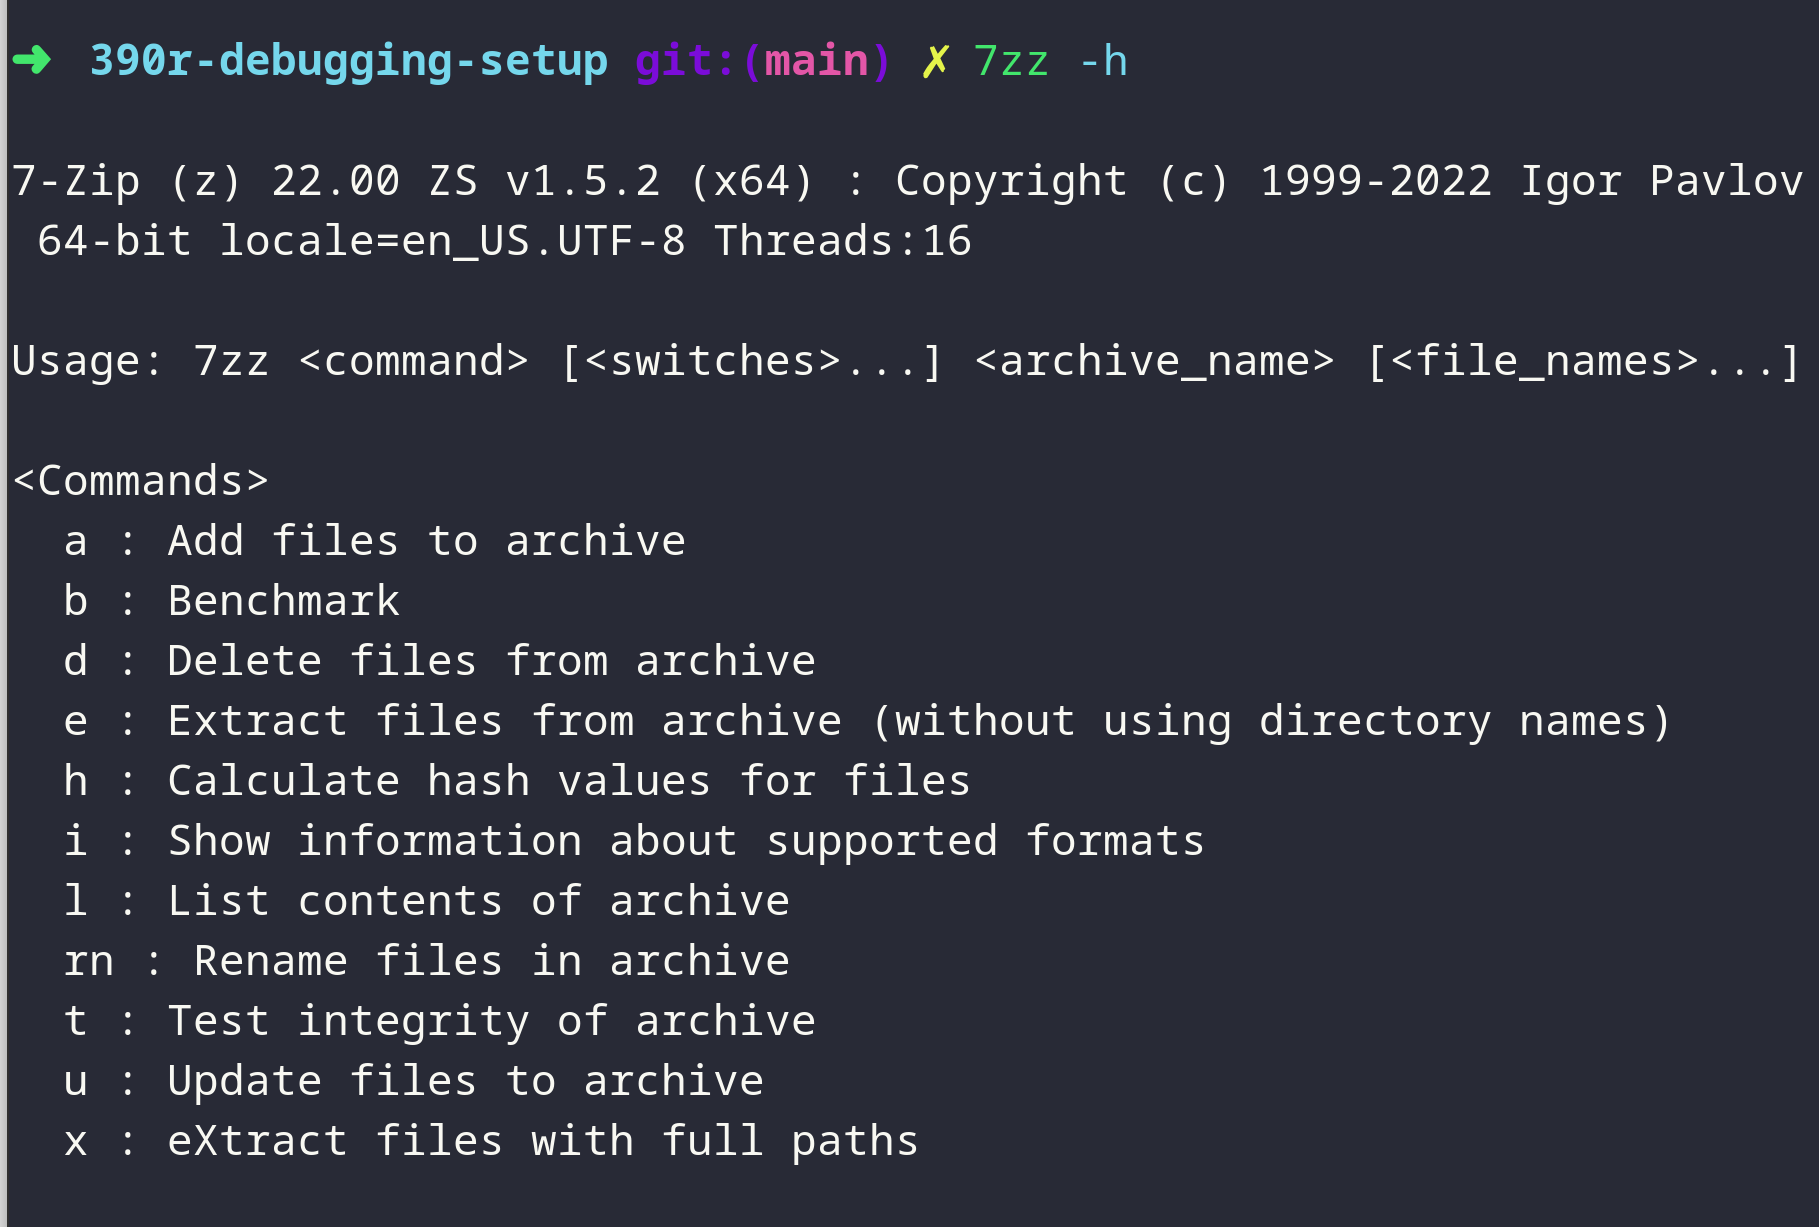 ➜ 390r-debugging-setup git:(main) ✗ 7zz -h
7-Zip (z) 22.00 ZS v1.5.2 (x64) : Copyright (c) 1999-2022 Igor Pavlov
64-bit locale=en_US.UTF-8 Threads:16
Usage: 7zz <command> [<switches>...] <archive_name> [<file_names>...]
<Commands>
a : Add files to archive
b : Benchmark
d : Delete files from archive
e : Extract files from archive (without using directory names)
h : Calculate hash values for files
i : Show information about supported formats
l : List contents of archive
rn : Rename files in archive
t : Test integrity of archive
u : Update files to archive
x : eXtract files with full paths